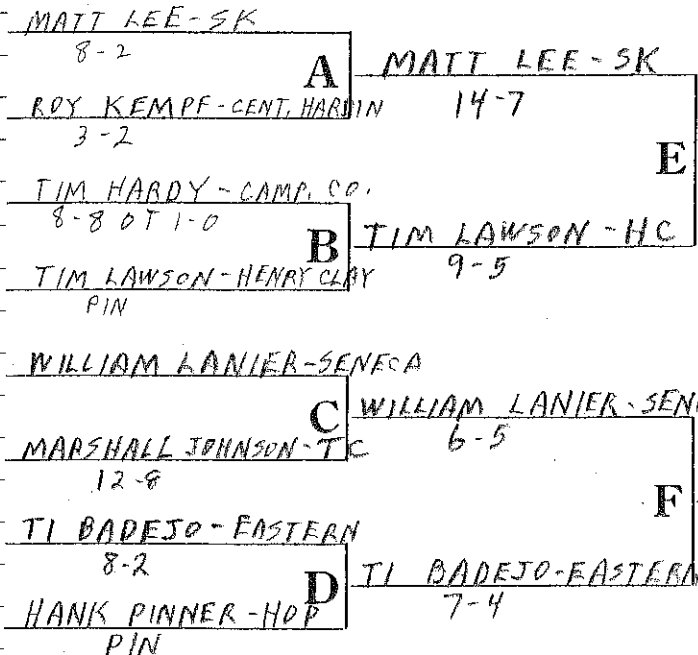 MATT LEE-SK
8-2
A
MATT LEE-SK
14-7
ROY KEMPF-CENT. HARDIN
3-2
E
TIM HARDY-CAMP. CO.
8-8 OT 1-0
B
TIM LAWSON-HC
9-5
TIM LAWSON-HENRY CLAY
PIN
WILLIAM LANIER-SENECA
C
WILLIAM LANIER-SEN
6-5
MARSHALL JOHNSON-TC
12-8
F
TI BADEJO-EASTERN
8-2
D
TI BADEJO-EASTERN
7-4
HANK PINNER-HOP
PIN